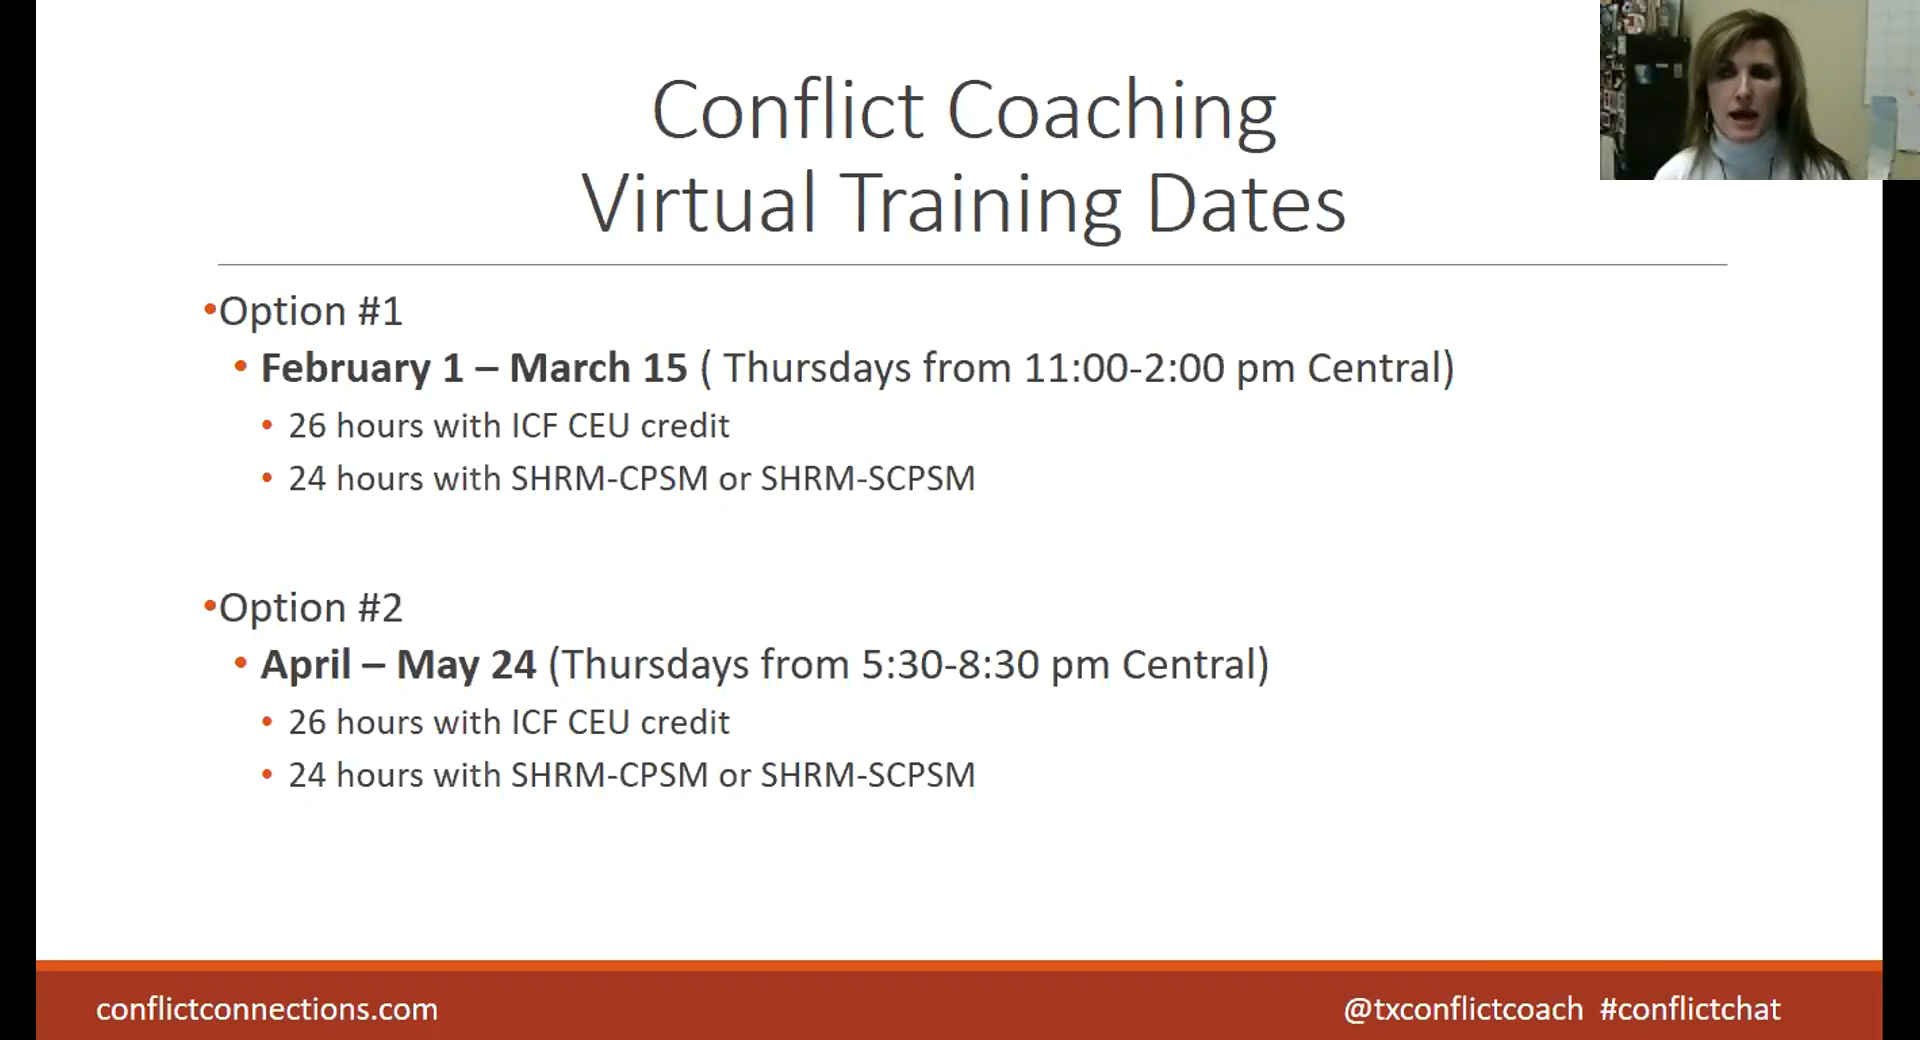 Conflict Coaching
Virtual Training Dates
•Option #1
• February 1 – March 15 ( Thursdays from 11:00-2:00 pm Central)
• 26 hours with ICF CEU credit
• 24 hours with SHRM-CPSM or SHRM-SCPSM
•Option #2
• April – May 24 (Thursdays from 5:30-8:30 pm Central)
• 26 hours with ICF CEU credit
• 24 hours with SHRM-CPSM or SHRM-SCPSM
conflictconnections.com
@txconflictcoach #conflictchat